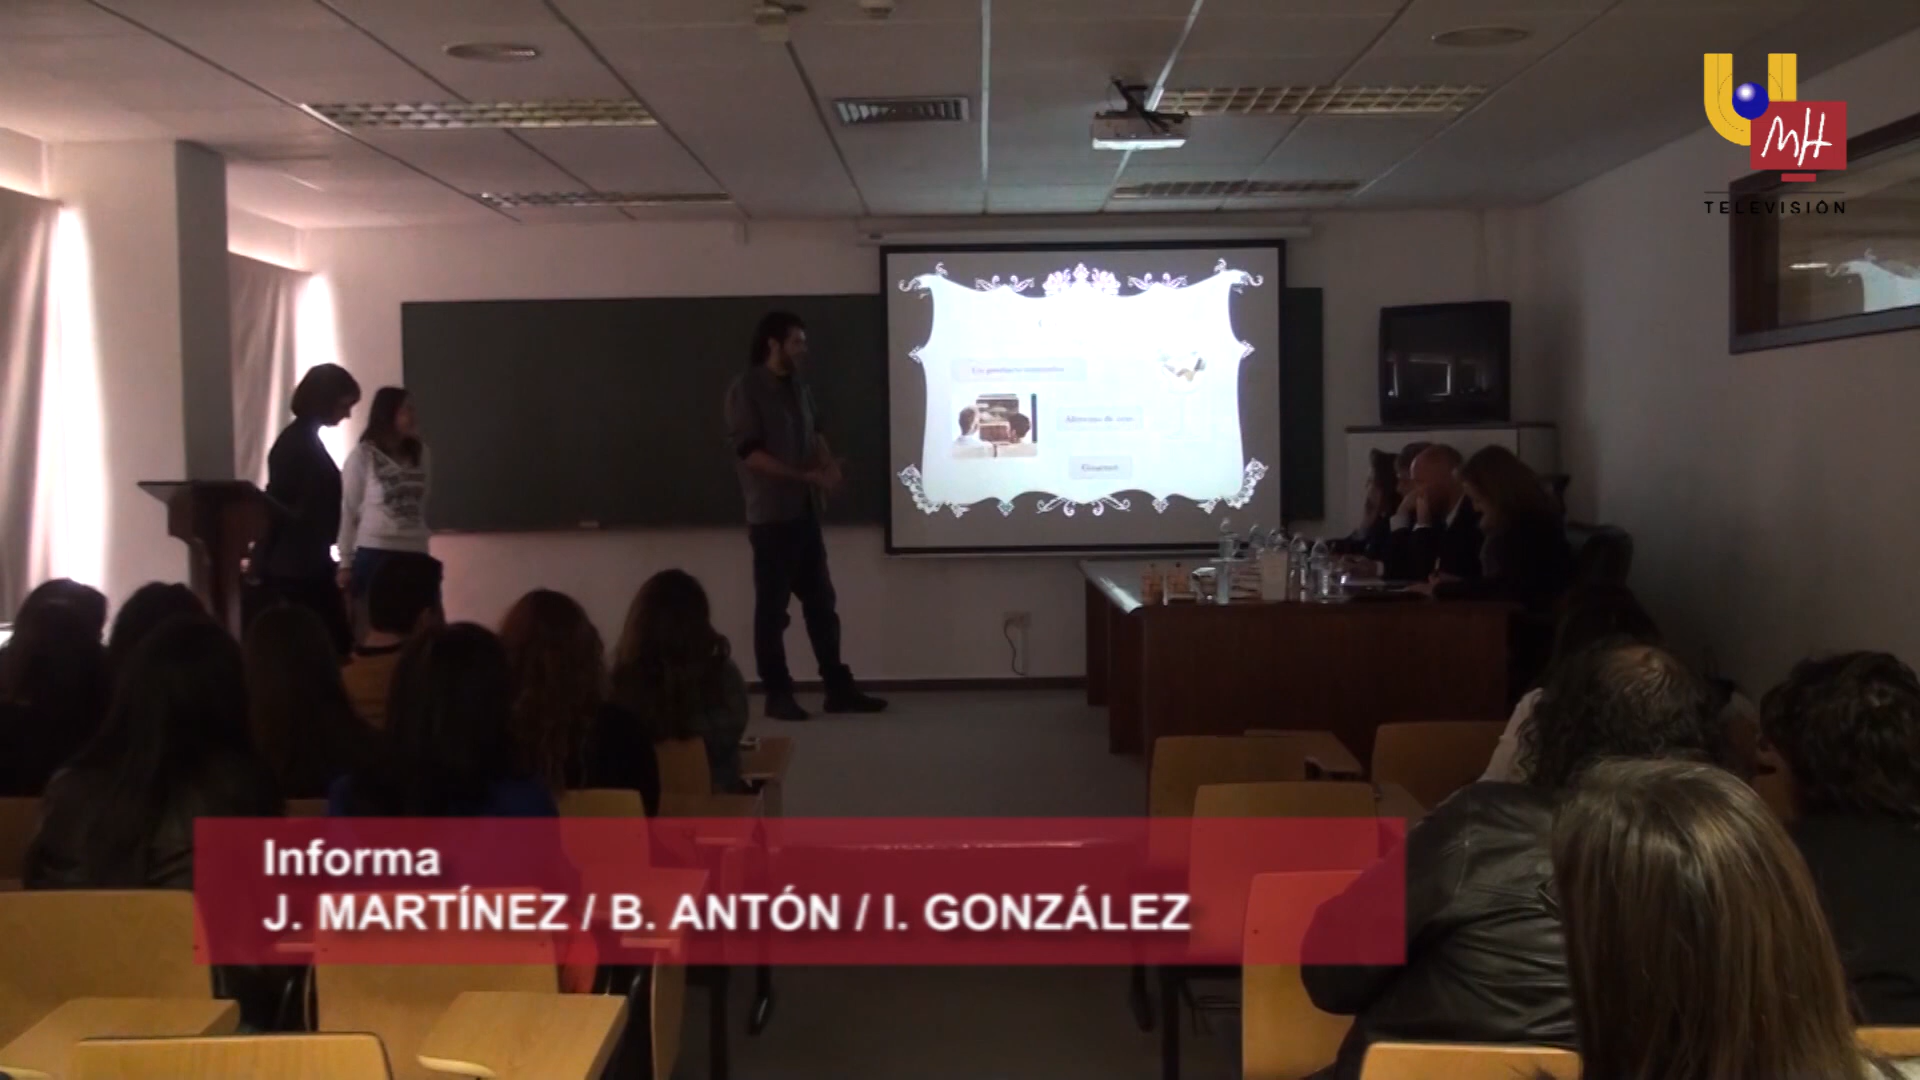 UMH
TELEVISIÓN
Informa
J. MARTÍNEZ / B. ANTÓN / I. GONZÁLEZ